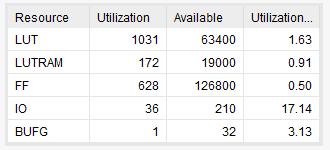 Resource Utilization Available Utilization...
LUT 1031 63400 1.63
LUTRAM 172 19000 0.91
FF 628 126800 0.50
IO 36 210 17.14
BUFG 1 32 3.13